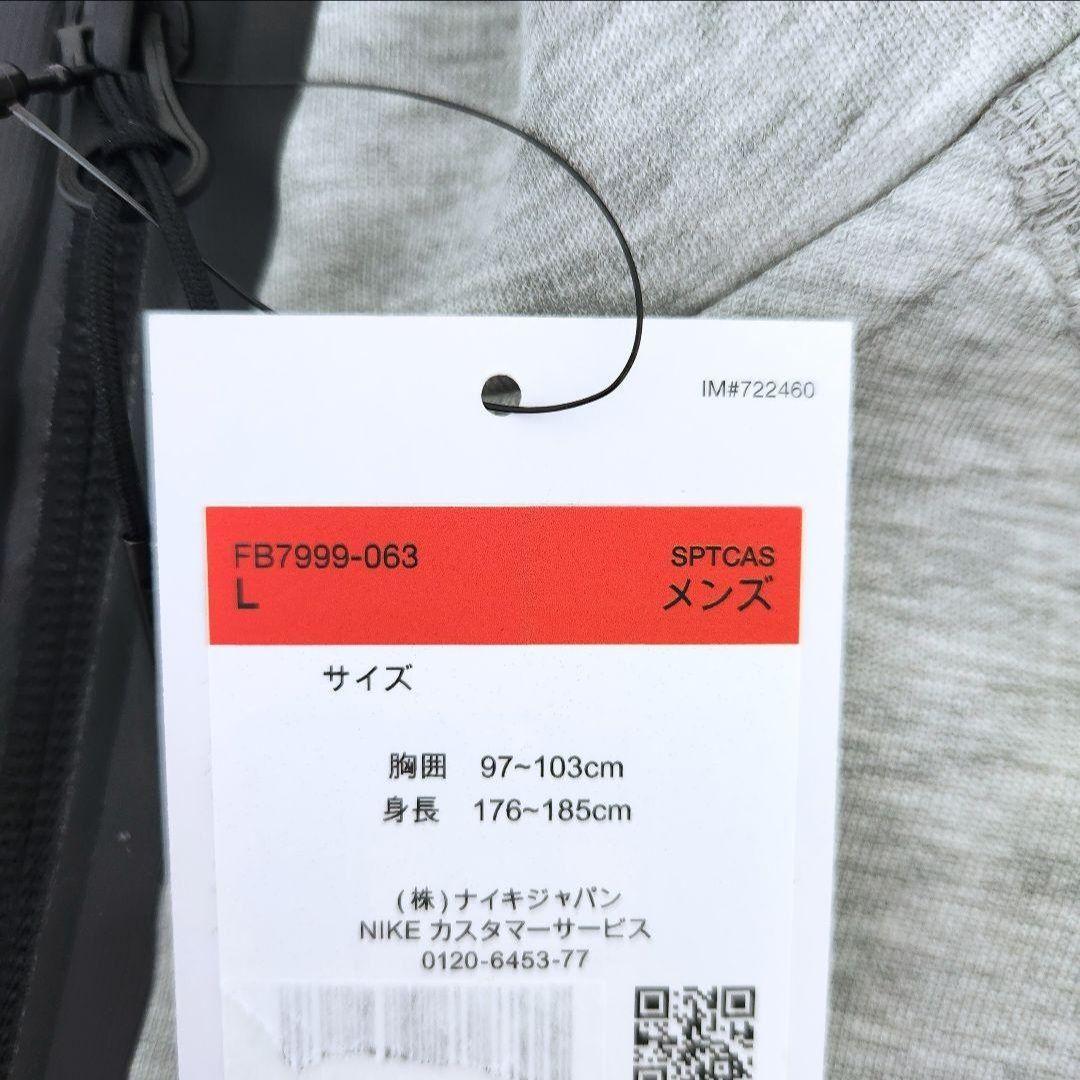 IM#722460
FB7999-063
SPTCAS
L
メンズ
サイズ
胸囲 97~103cm
身長 176~185cm
(株)ナイキジャパン
NIKE カスタマーサービス
0120-6453-77